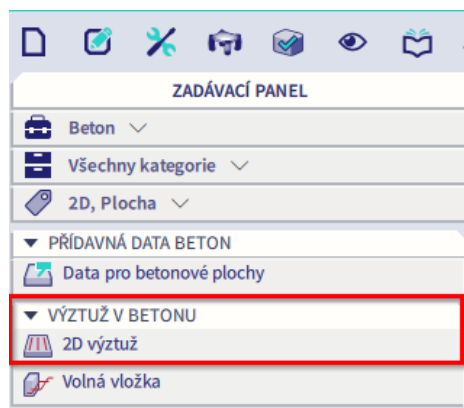 ZADÁVACÍ PANEL
Beton
Všechny kategorie
2D, Plocha
PŘÍDAVNÁ DATA BETON
Data pro betonové plochy
VÝZTUŽ V BETONU
2D výztuž
Volná vložka